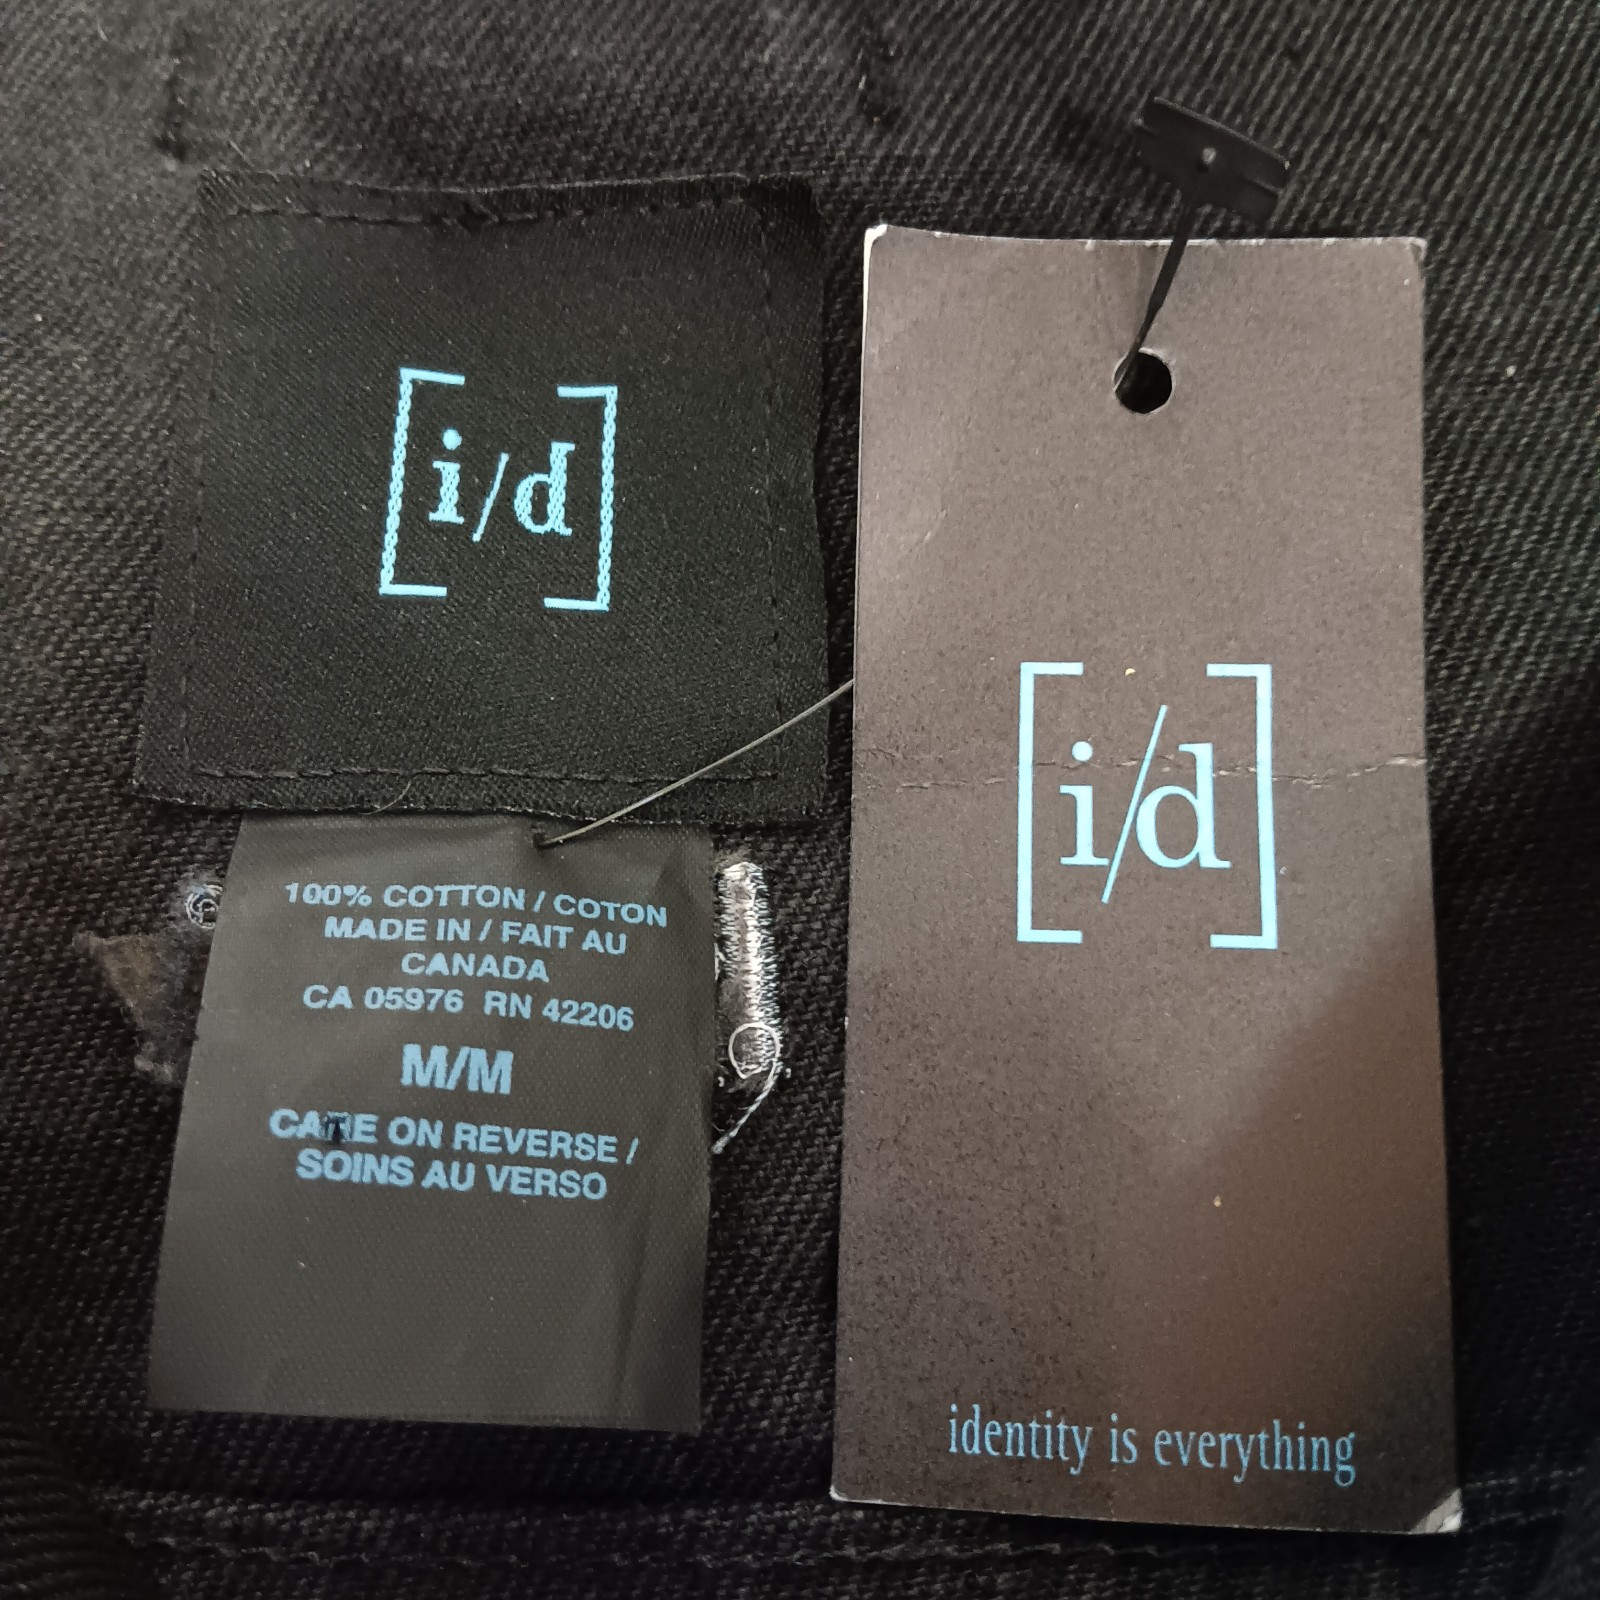 [i/d]
100% COTTON / COTON
MADE IN / FAIT AU
CANADA
CA 05976 RN 42206
M/M
CARE ON REVERSE /
SOINS AU VERSO
[i/d]
identity is everything